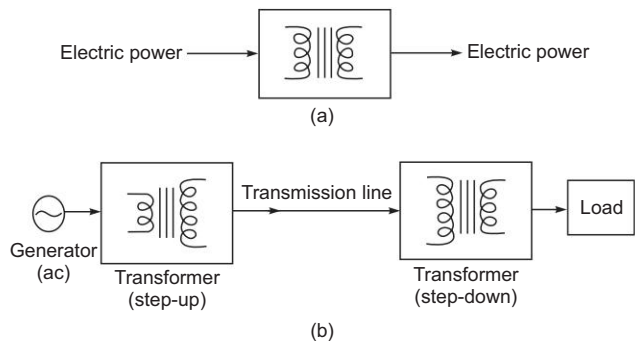 Electric power
Electric power
(a)
Transmission line
Load
Generator
(ac)
Transformer
(step-up)
Transformer
(step-down)
(b)